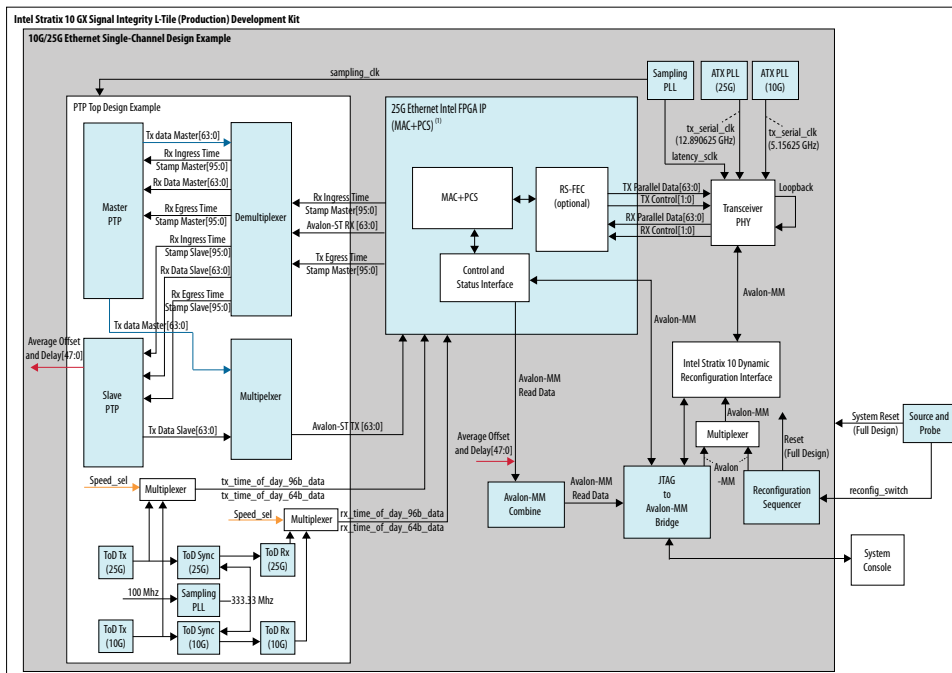 Intel Stratix 10 GX Signal Integrity L-Tile (Production) Development Kit
10G/25G Ethernet Single-Channel Design Example
sampling_clk
Sampling
PLL
ATX PLL
(25G)
ATX PLL
(10G)
tx_serial_clk
(12.890625 GHz)
tx_serial_clk
(5.15625 GHz)
latency_sclk
PTP Top Design Example
Master
PTP
Tx data Master[63:0]
Rx Ingress Time
Stamp Master[95:0]
Rx Data Master[63:0]
Rx Egress Time
Stamp Master[95:0]
Rx Ingress Time
Stamp Slave[95:0]
Rx Data Slave[63:0]
Rx Egress Time
Stamp Slave[95:0]
Tx data Master[63:0]
Demultiplexer
Rx Ingress Time
Stamp Master[95:0]
Avalon-ST RX [63:0]
Tx Egress Time
Stamp Master[95:0]
25G Ethernet Intel FPGA IP
(MAC+PCS) (1)
MAC+PCS
RS-FEC
(optional)
Control and
Status Interface
TX Parallel Data[63:0]
TX Control[1:0]
RX Parallel Data[63:0]
RX Control[1:0]
Transceiver
PHY
Loopback
Avalon-MM
Avalon-MM
Average Offset
and Delay[47:0]
Slave
PTP
Multipelxer
Tx Data Slave[63:0]
Avalon-ST TX [63:0]
Avalon-MM
Read Data
Average Offset
and Delay[47:0]
Avalon-MM
Combine
Avalon-MM
Read Data
Intel Stratix 10 Dynamic
Reconfiguration Interface
Avalon-MM
Multiplexer
Avalon
-MM
Reset
(Full Design)
JTAG
to
Avalon-MM
Bridge
Reconfiguration
Sequencer
System Reset
(Full Design)
Source and
Probe
reconfig_switch
System
Console
Speed_sel
Multiplexer
tx_time_of_day_96b_data
tx_time_of_day_64b_data
Speed_sel
Multiplexer
rx_time_of_day_96b_data
rx_time_of_day_64b_data
ToD Tx
(25G)
ToD Sync
(25G)
ToD Rx
(25G)
100 Mhz
Sampling
PLL
333.33 Mhz
ToD Tx
(10G)
ToD Sync
(10G)
ToD Rx
(10G)